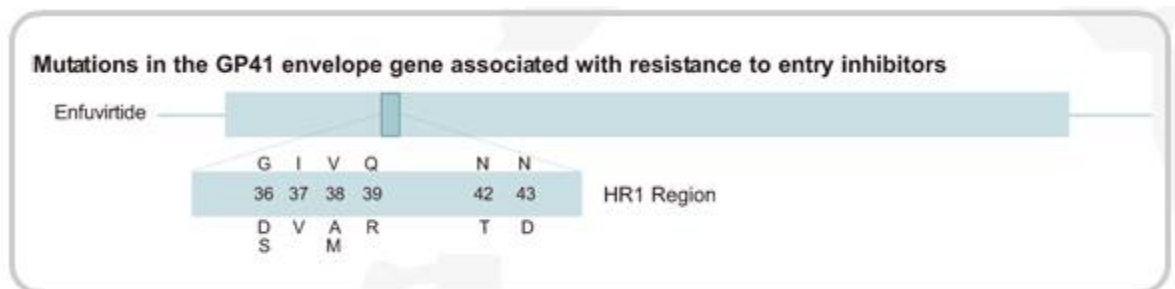 Mutations in the GP41 envelope gene associated with resistance to entry inhibitors
Enfuvirtide
G I V Q N N
36 37 38 39 42 43 HR1 Region
D V A R T D
S M